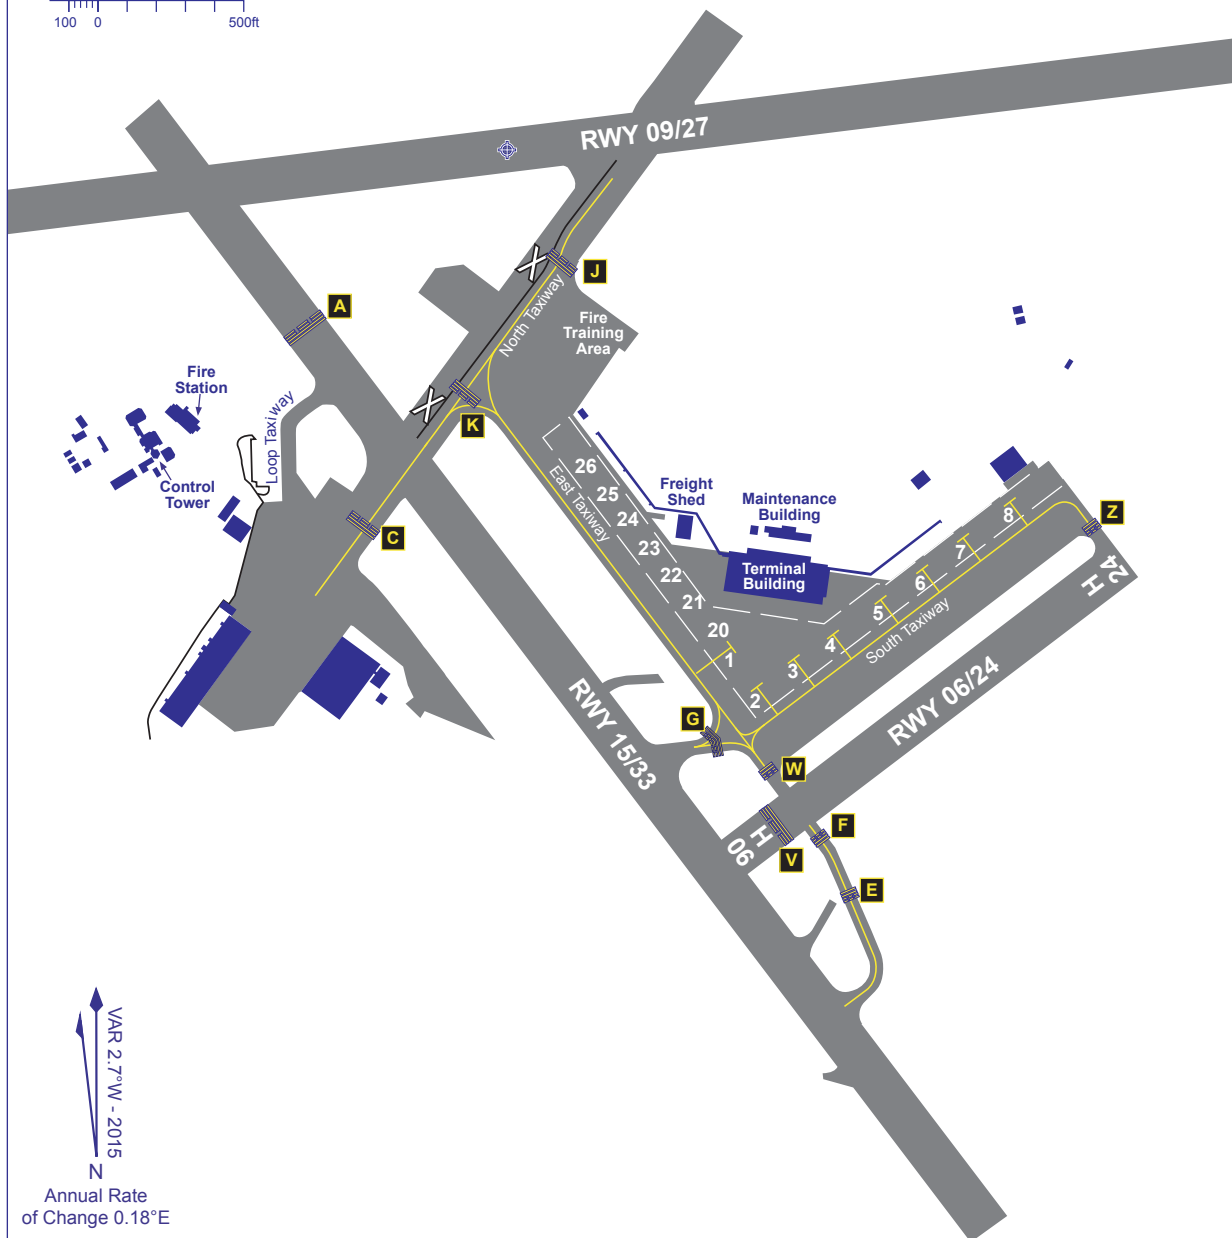 100 0 500ft
RWY 09/27
J
North Taxiway
Fire
Training
Area
A
Fire
Station
Loop Taxiway
K
Control
Tower
C
26
25
24
23
22
21
20
East Taxiway
Freight
Shed
Maintenance
Building
Terminal
Building
8
7
6
5
4
3
2
1
Z
24
H
South Taxiway
RWY 06/24
RWY 15/33
G
W
H
06
V
F
E
VAR 2.7°W - 2015
N
Annual Rate
of Change 0.18°E